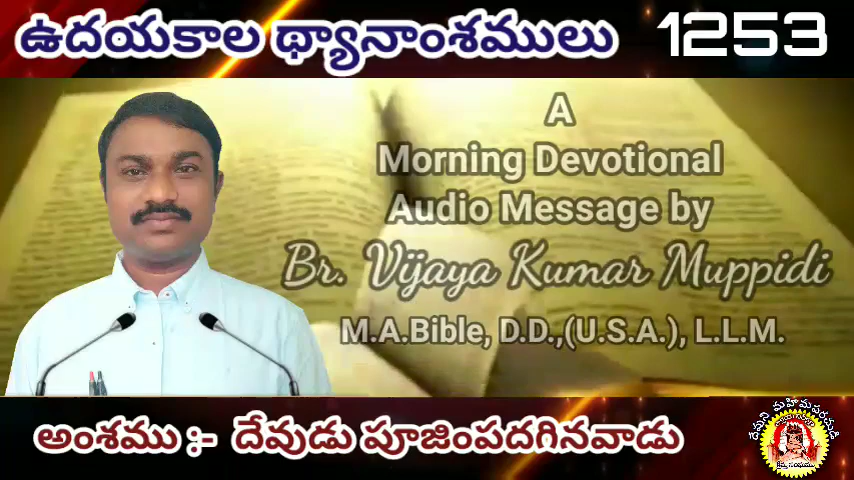 ఉదయకాల ధ్యానాంశములు 1253
A
Morning Devotional
Audio Message by
Br. Vijaya Kumar Muppidi
M.A.Bible, D.D.,(U.S.A.), L.L.M.
అంశము :- దేవుడు పూజింపదగినవాడు